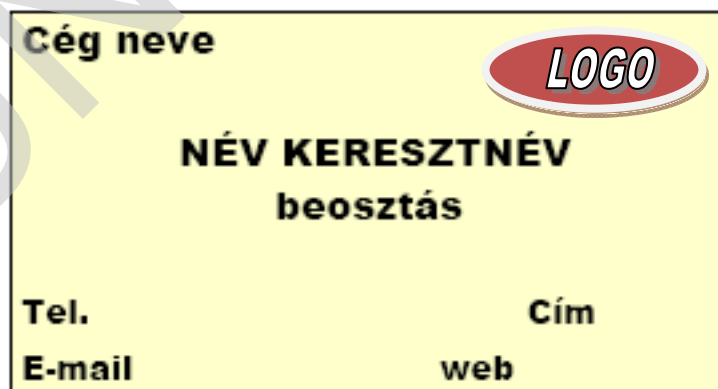 Cég neve
LOGO
NÉV KERESZTNÉV
beosztás
Tel. Cím
E-mail web